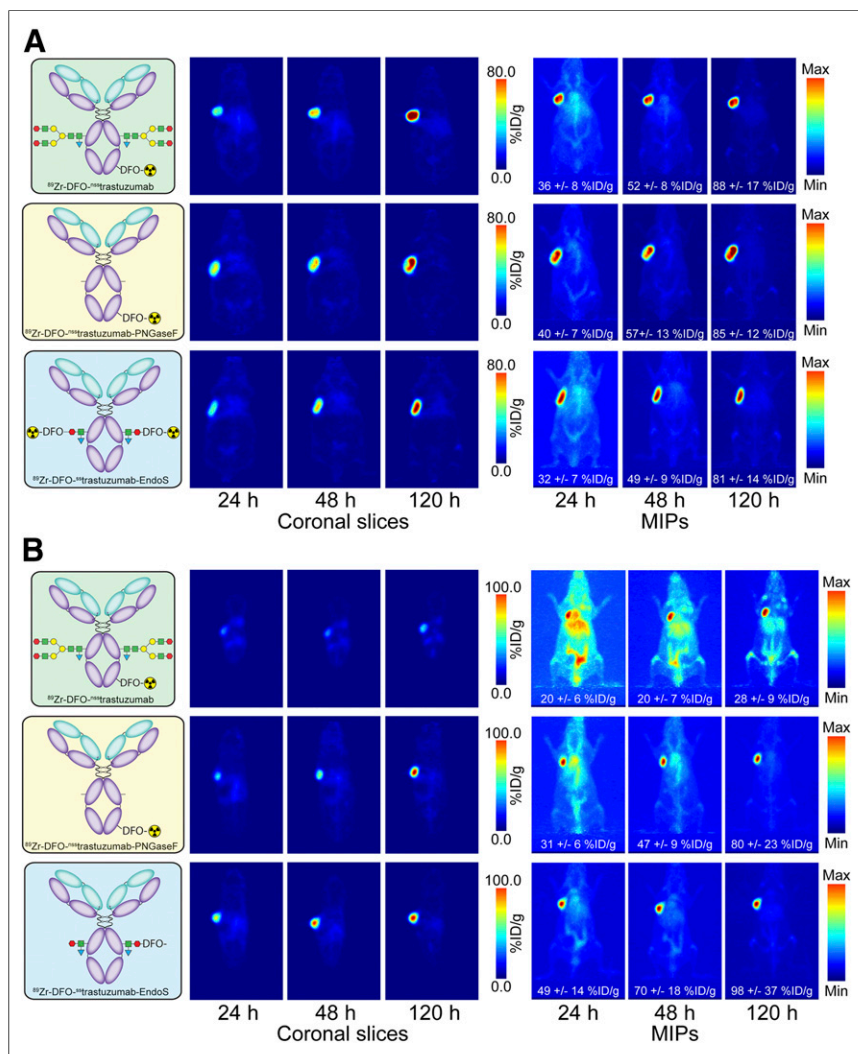 A
80.0
%ID/g
0.0
Max
Min
DFO-
⁸⁹Zr-DFO-ⁿˢˢtrastuzumab
36 +/- 8 %ID/g
52 +/- 8 %ID/g
88 +/- 17 %ID/g
80.0
%ID/g
0.0
Max
Min
DFO-
⁸⁹Zr-DFO-ⁿˢˢtrastuzumab-PNGaseF
40 +/- 7 %ID/g
57+/- 13 %ID/g
85 +/- 12 %ID/g
80.0
%ID/g
0.0
Max
Min
-DFO-
-DFO-
⁸⁹Zr-DFO-ˢˢtrastuzumab-EndoS
32 +/- 7 %ID/g
49 +/- 9 %ID/g
81 +/- 14 %ID/g
24 h 48 h 120 h 24 h 48 h 120 h
Coronal slices MIPs
B
100.0
%ID/g
0.0
Max
Min
DFO-
⁸⁹Zr-DFO-ⁿˢˢtrastuzumab
20 +/- 6 %ID/g
20 +/- 7 %ID/g
28 +/- 9 %ID/g
100.0
%ID/g
0.0
Max
Min
DFO-
⁸⁹Zr-DFO-ⁿˢˢtrastuzumab-PNGaseF
31 +/- 6 %ID/g
47 +/- 9 %ID/g
80 +/- 23 %ID/g
100.0
%ID/g
0.0
Max
Min
DFO-
⁸⁹Zr-DFO-ˢˢtrastuzumab-EndoS
49 +/- 14 %ID/g
70 +/- 18 %ID/g
98 +/- 37 %ID/g
24 h 48 h 120 h 24 h 48 h 120 h
Coronal slices MIPs